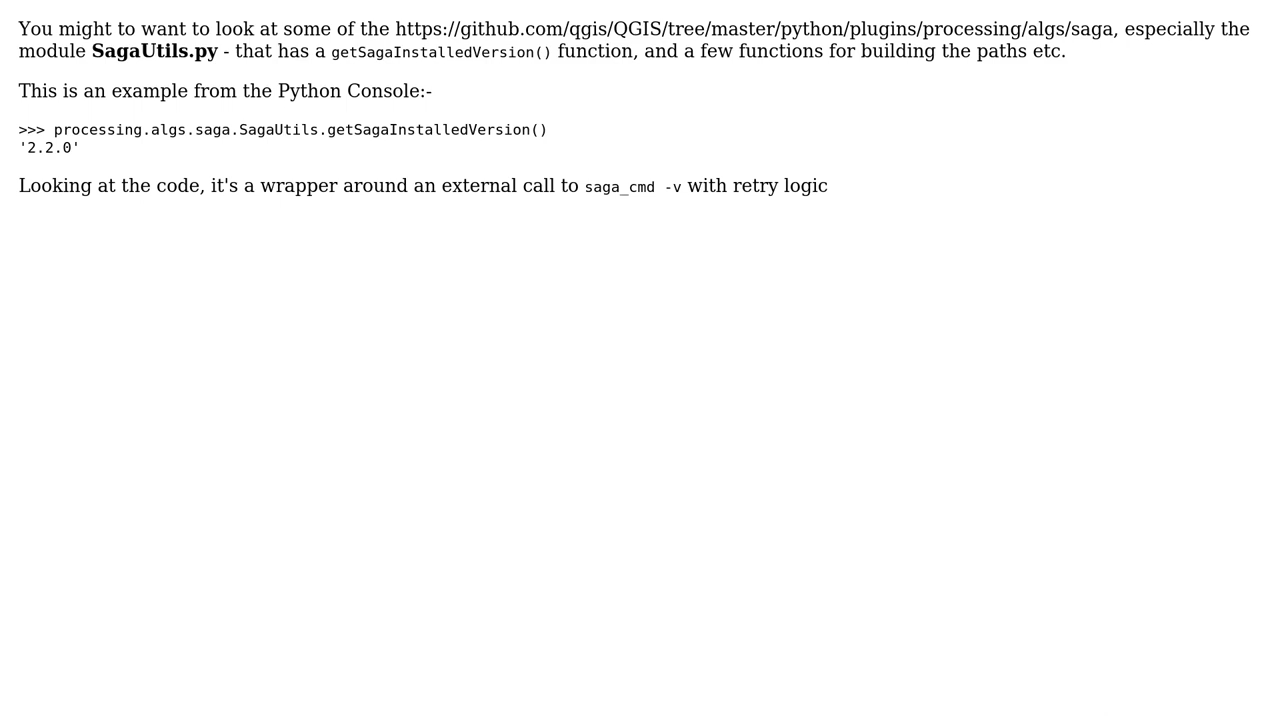 You might to want to look at some of the https://github.com/qgis/QGIS/tree/master/python/plugins/processing/algs/saga, especially the
module SagaUtils.py - that has a getSagaInstalledVersion() function, and a few functions for building the paths etc.
This is an example from the Python Console:-
>>> processing.algs.saga.SagaUtils.getSagaInstalledVersion()
'2.2.0'
Looking at the code, it's a wrapper around an external call to saga_cmd -v with retry logic